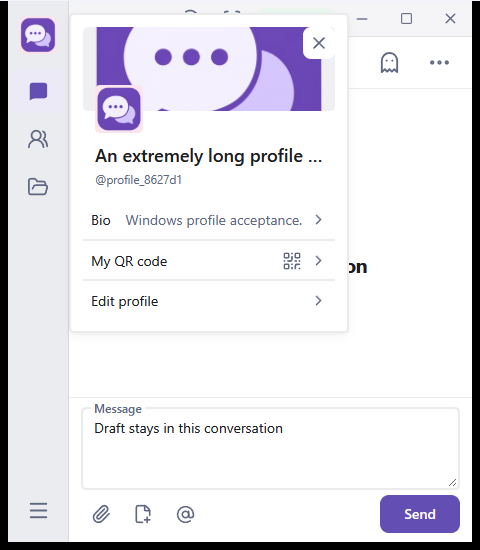 An extremely long profile ...
@profile_8627d1
Bio Windows profile acceptance.
My QR code
on
Edit profile
Message
Draft stays in this conversation
Send